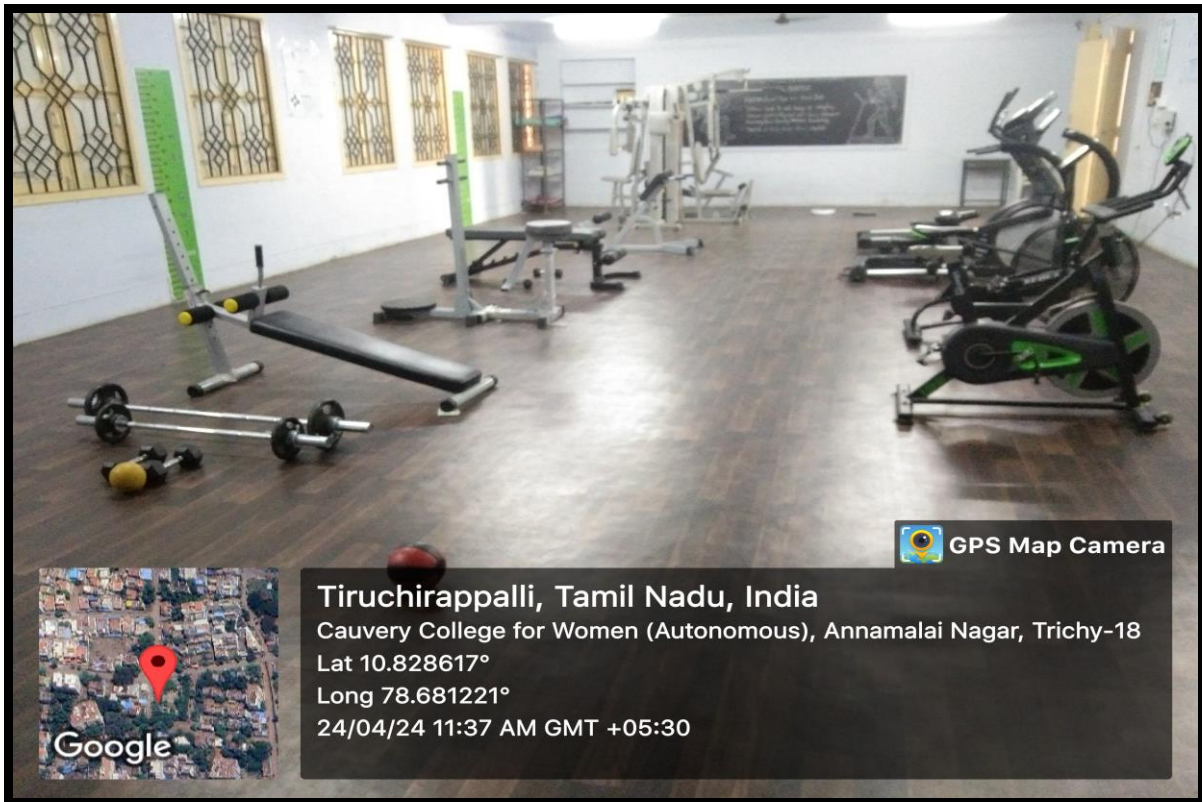 GPS Map Camera
Tiruchirappalli, Tamil Nadu, India
Cauvery College for Women (Autonomous), Annamalai Nagar, Trichy-18
Lat 10.828617°
Long 78.681221°
24/04/24 11:37 AM GMT +05:30
Google